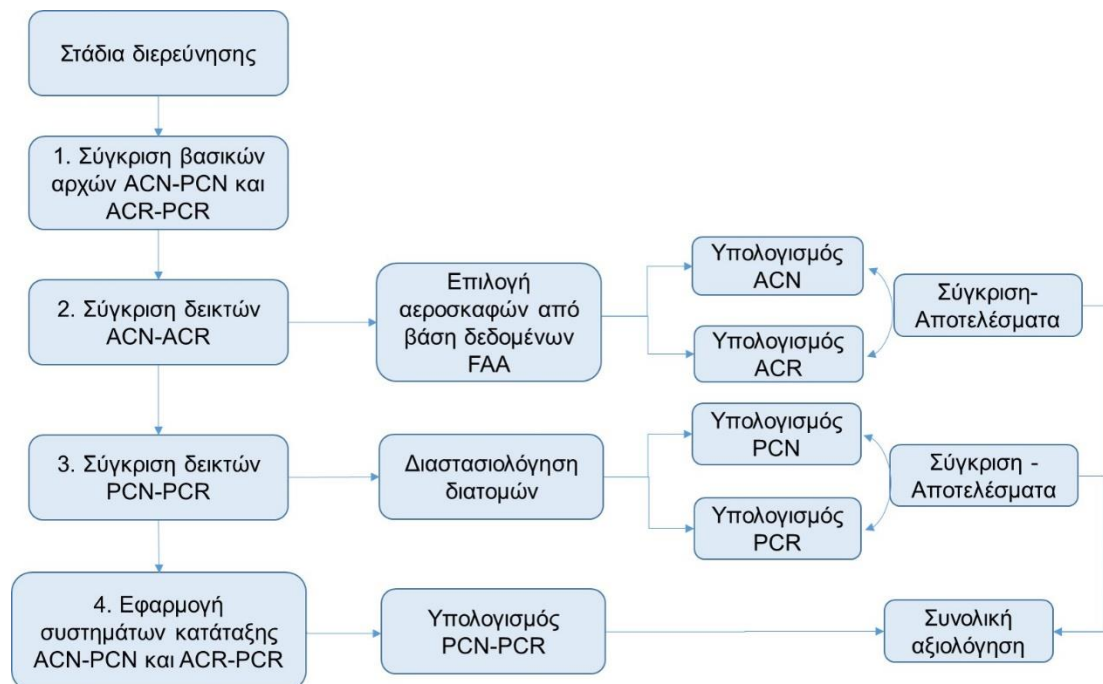 Στάδια διερεύνησης
1. Σύγκριση βασικών
αρχών ACN-PCN και
ACR-PCR
2. Σύγκριση δεικτών
ACN-ACR
Επιλογή
αεροσκαφών από
βάση δεδομένων
FAA
Υπολογισμός
ACN
Υπολογισμός
ACR
Σύγκριση-
Αποτελέσματα
3. Σύγκριση δεικτών
PCN-PCR
Διαστασιολόγηση
διατομών
Υπολογισμός
PCN
Υπολογισμός
PCR
Σύγκριση -
Αποτελέσματα
4. Εφαρμογή
συστημάτων κατάταξης
ACN-PCN και ACR-PCR
Υπολογισμός
PCN-PCR
Συνολική
αξιολόγηση